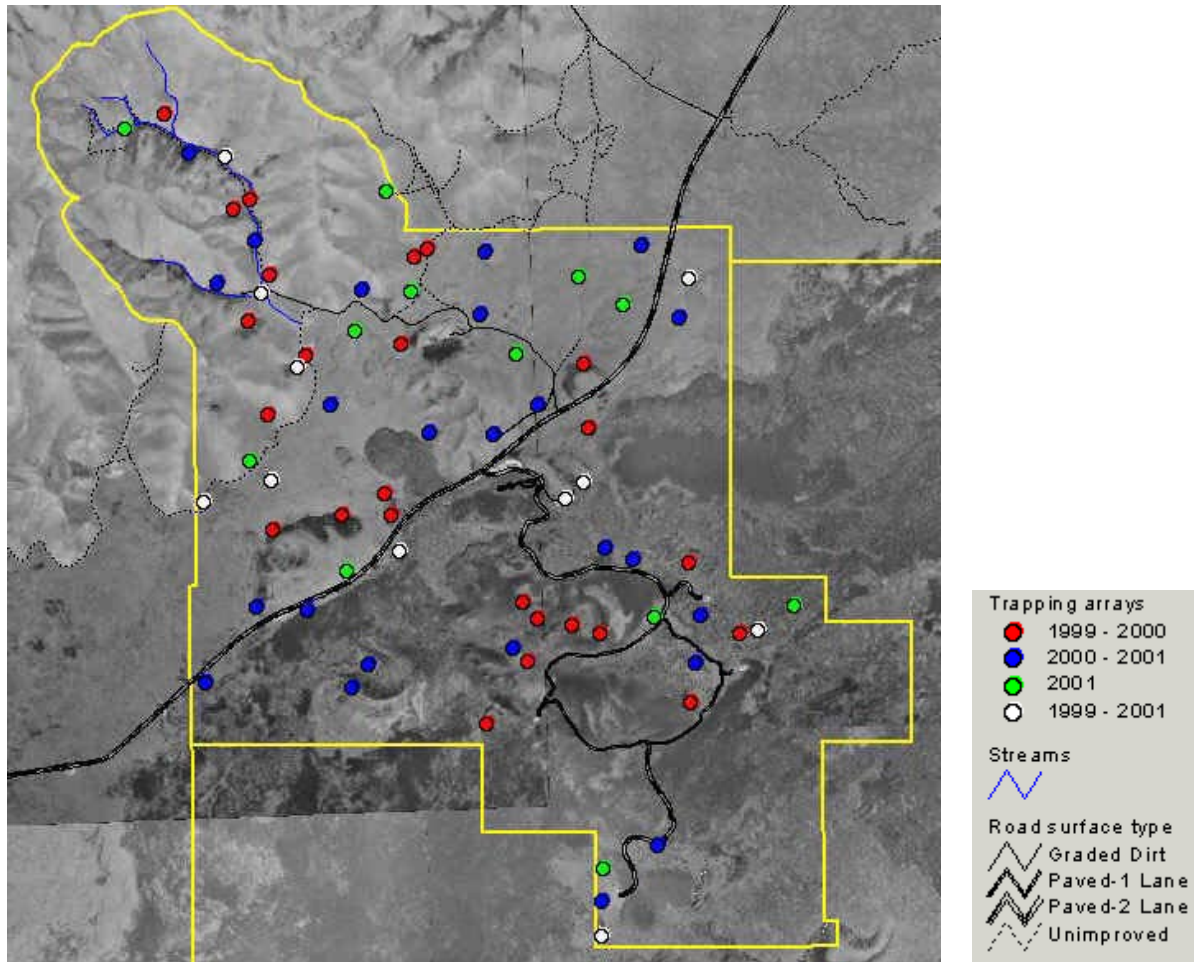 Trapping arrays
1999 - 2000
2000 - 2001
2001
1999 - 2001
Streams
Road surface type
Graded Dirt
Paved-1 Lane
Paved-2 Lane
Unimproved